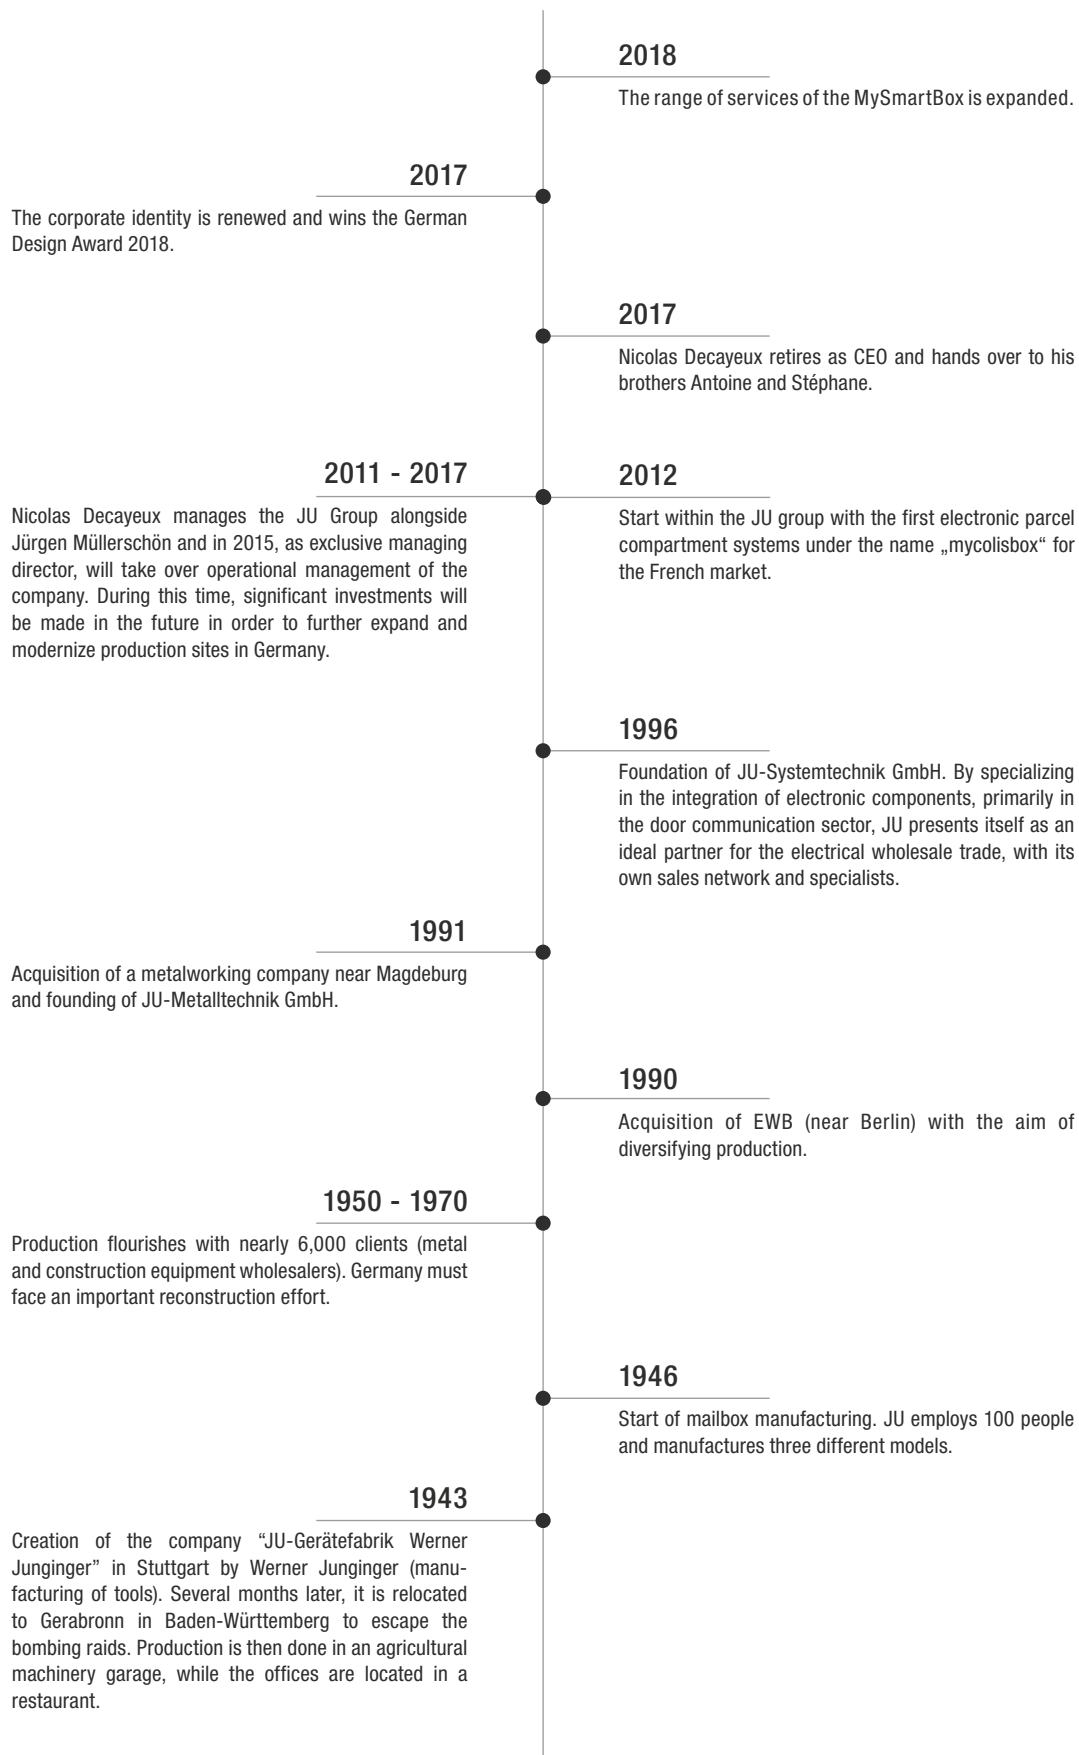 2018
The range of services of the MySmartBox is expanded.
2017
The corporate identity is renewed and wins the German
Design Award 2018.
2017
Nicolas Decayeux retires as CEO and hands over to his
brothers Antoine and Stéphane.
2011 - 2017
Nicolas Decayeux manages the JU Group alongside
Jürgen Müllerschön and in 2015, as exclusive managing
director, will take over operational management of the
company. During this time, significant investments will
be made in the future in order to further expand and
modernize production sites in Germany.
2012
Start within the JU group with the first electronic parcel
compartment systems under the name „mycolisbox“ for
the French market.
1996
Foundation of JU-Systemtechnik GmbH. By specializing
in the integration of electronic components, primarily in
the door communication sector, JU presents itself as an
ideal partner for the electrical wholesale trade, with its
own sales network and specialists.
1991
Acquisition of a metalworking company near Magdeburg
and founding of JU-Metalltechnik GmbH.
1990
Acquisition of EWB (near Berlin) with the aim of
diversifying production.
1950 - 1970
Production flourishes with nearly 6,000 clients (metal
and construction equipment wholesalers). Germany must
face an important reconstruction effort.
1946
Start of mailbox manufacturing. JU employs 100 people
and manufactures three different models.
1943
Creation of the company “JU-Gerätefabrik Werner
Junginger” in Stuttgart by Werner Junginger (manu-
facturing of tools). Several months later, it is relocated
to Gerabronn in Baden-Württemberg to escape the
bombing raids. Production is then done in an agricultural
machinery garage, while the offices are located in a
restaurant.